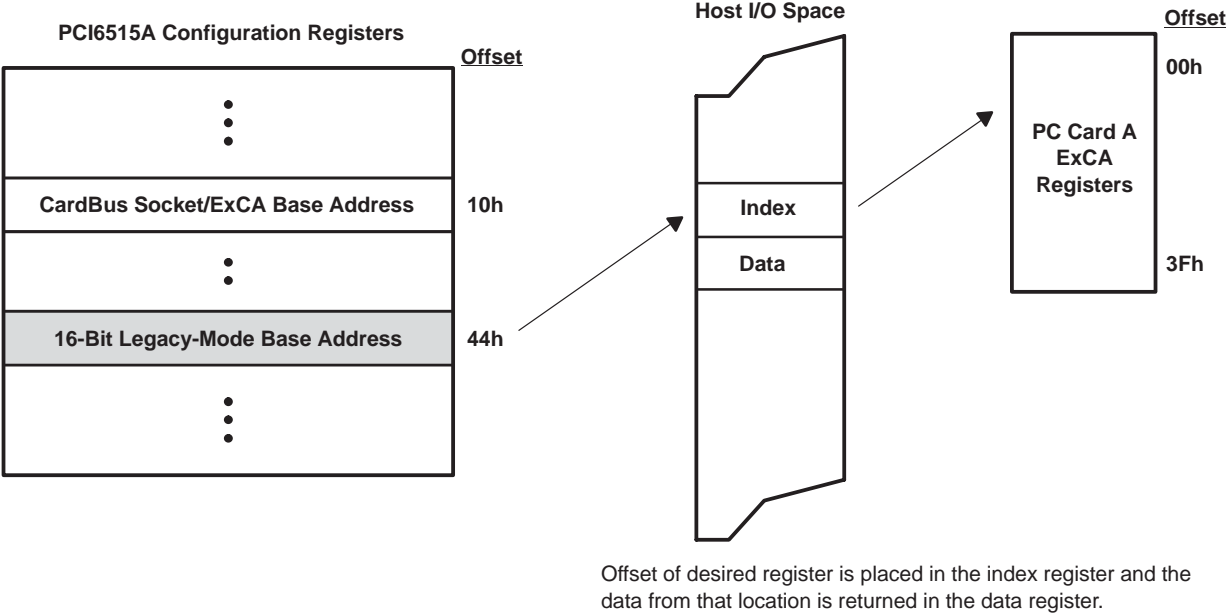 PCI6515A Configuration Registers
Offset
CardBus Socket/ExCA Base Address
10h
16-Bit Legacy-Mode Base Address
44h
Host I/O Space
Index
Data
Offset
00h
PC Card A
ExCA
Registers
3Fh
Offset of desired register is placed in the index register and the
data from that location is returned in the data register.